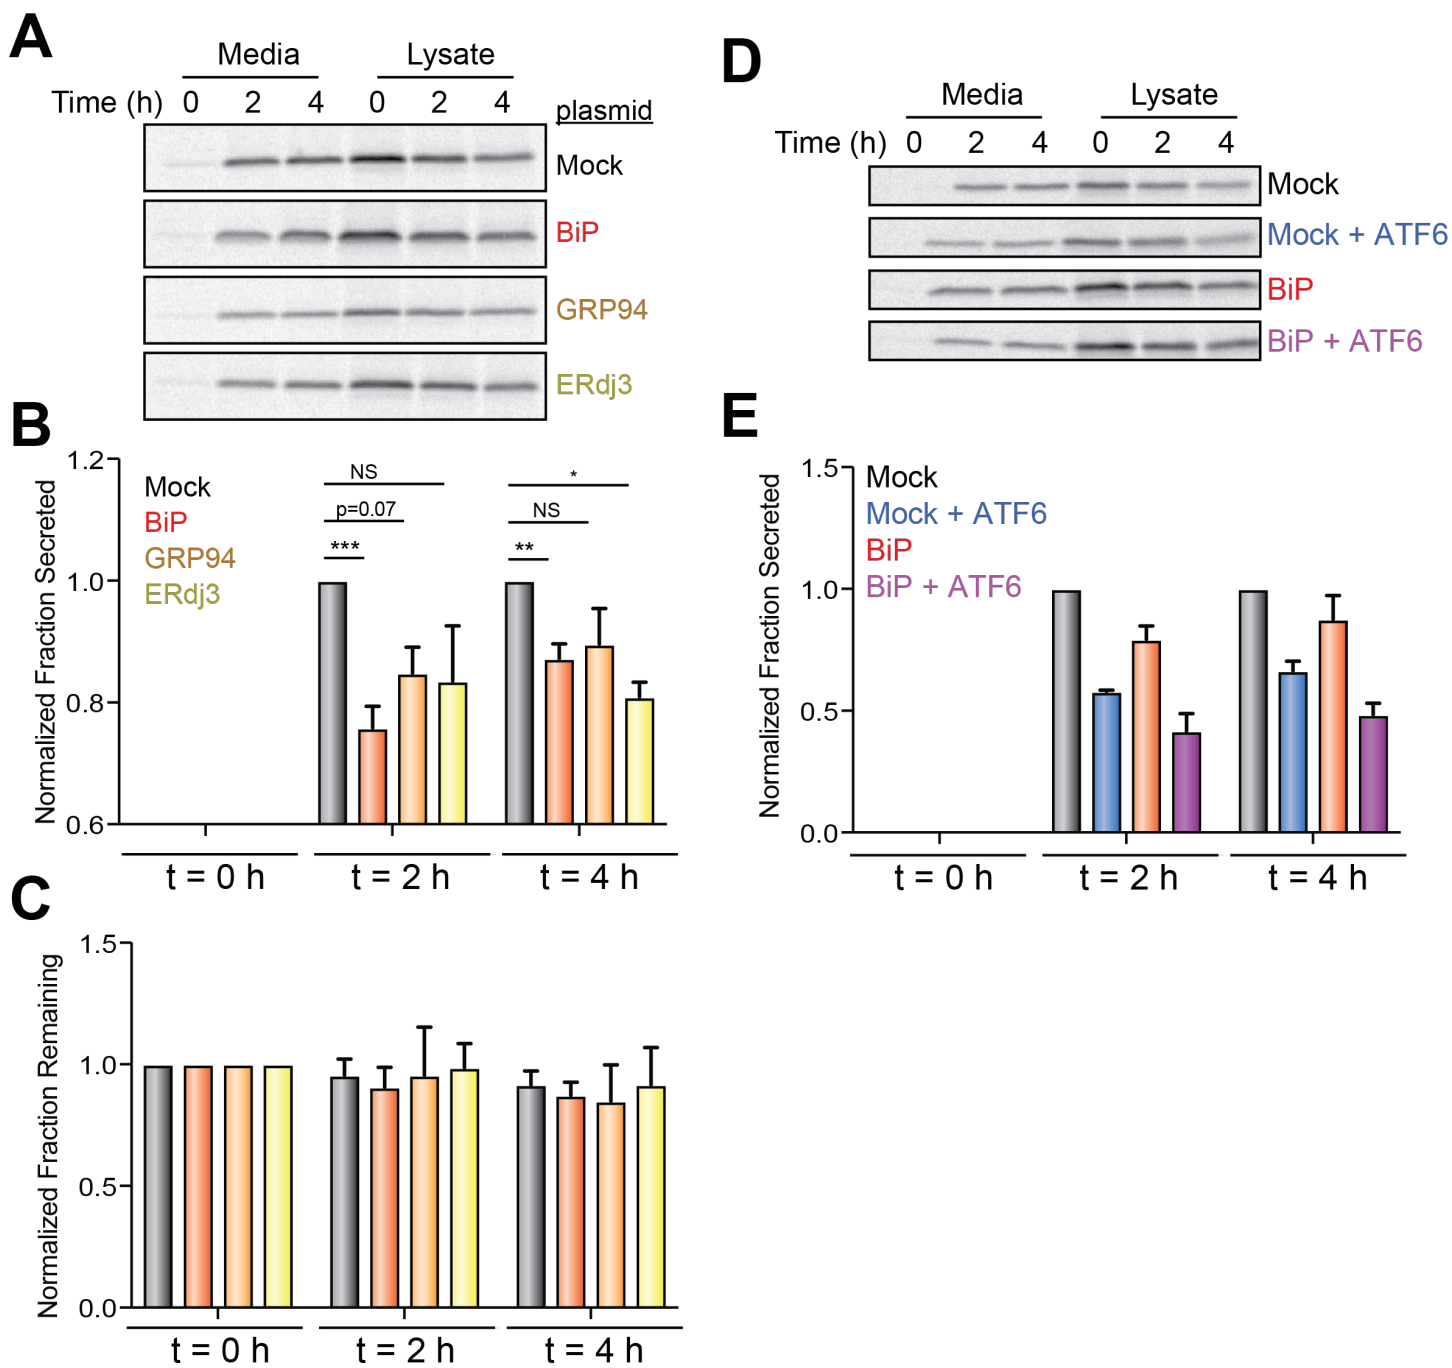 A
Media Lysate
Time (h) 0 2 4 0 2 4 plasmid
Mock
BiP
GRP94
ERdj3
B
Normalized Fraction Secreted
1.2
1.0
0.8
0.6
Mock
BiP
GRP94
ERdj3
NS
p=0.07
***
*
NS
**
t = 0 h t = 2 h t = 4 h
C
Normalized Fraction Remaining
1.5
1.0
0.5
0.0
t = 0 h t = 2 h t = 4 h
D
Media Lysate
Time (h) 0 2 4 0 2 4
Mock
Mock + ATF6
BiP
BiP + ATF6
E
Normalized Fraction Secreted
1.5
1.0
0.5
0.0
Mock
Mock + ATF6
BiP
BiP + ATF6
t = 0 h t = 2 h t = 4 h